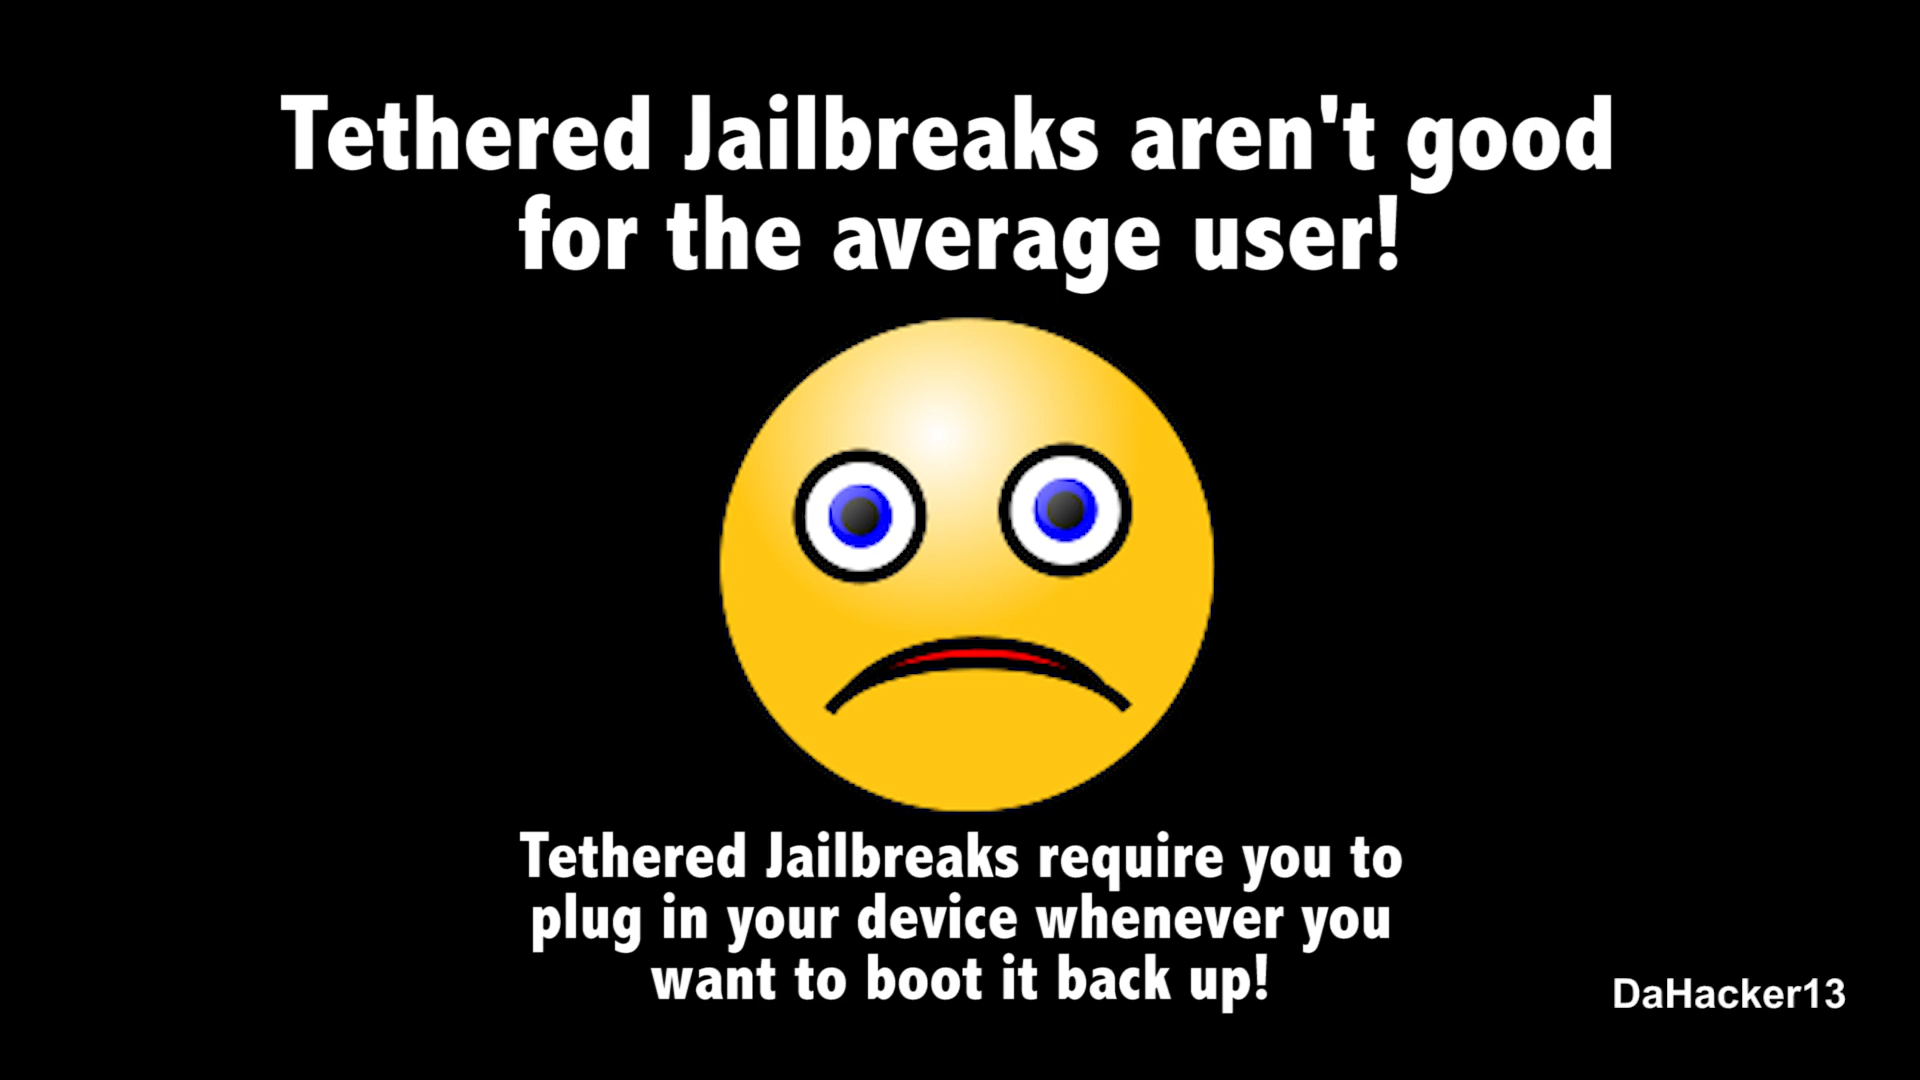 Tethered Jailbreaks aren't good
for the average user!
Tethered Jailbreaks require you to
plug in your device whenever you
want to boot it back up!
DaHacker13